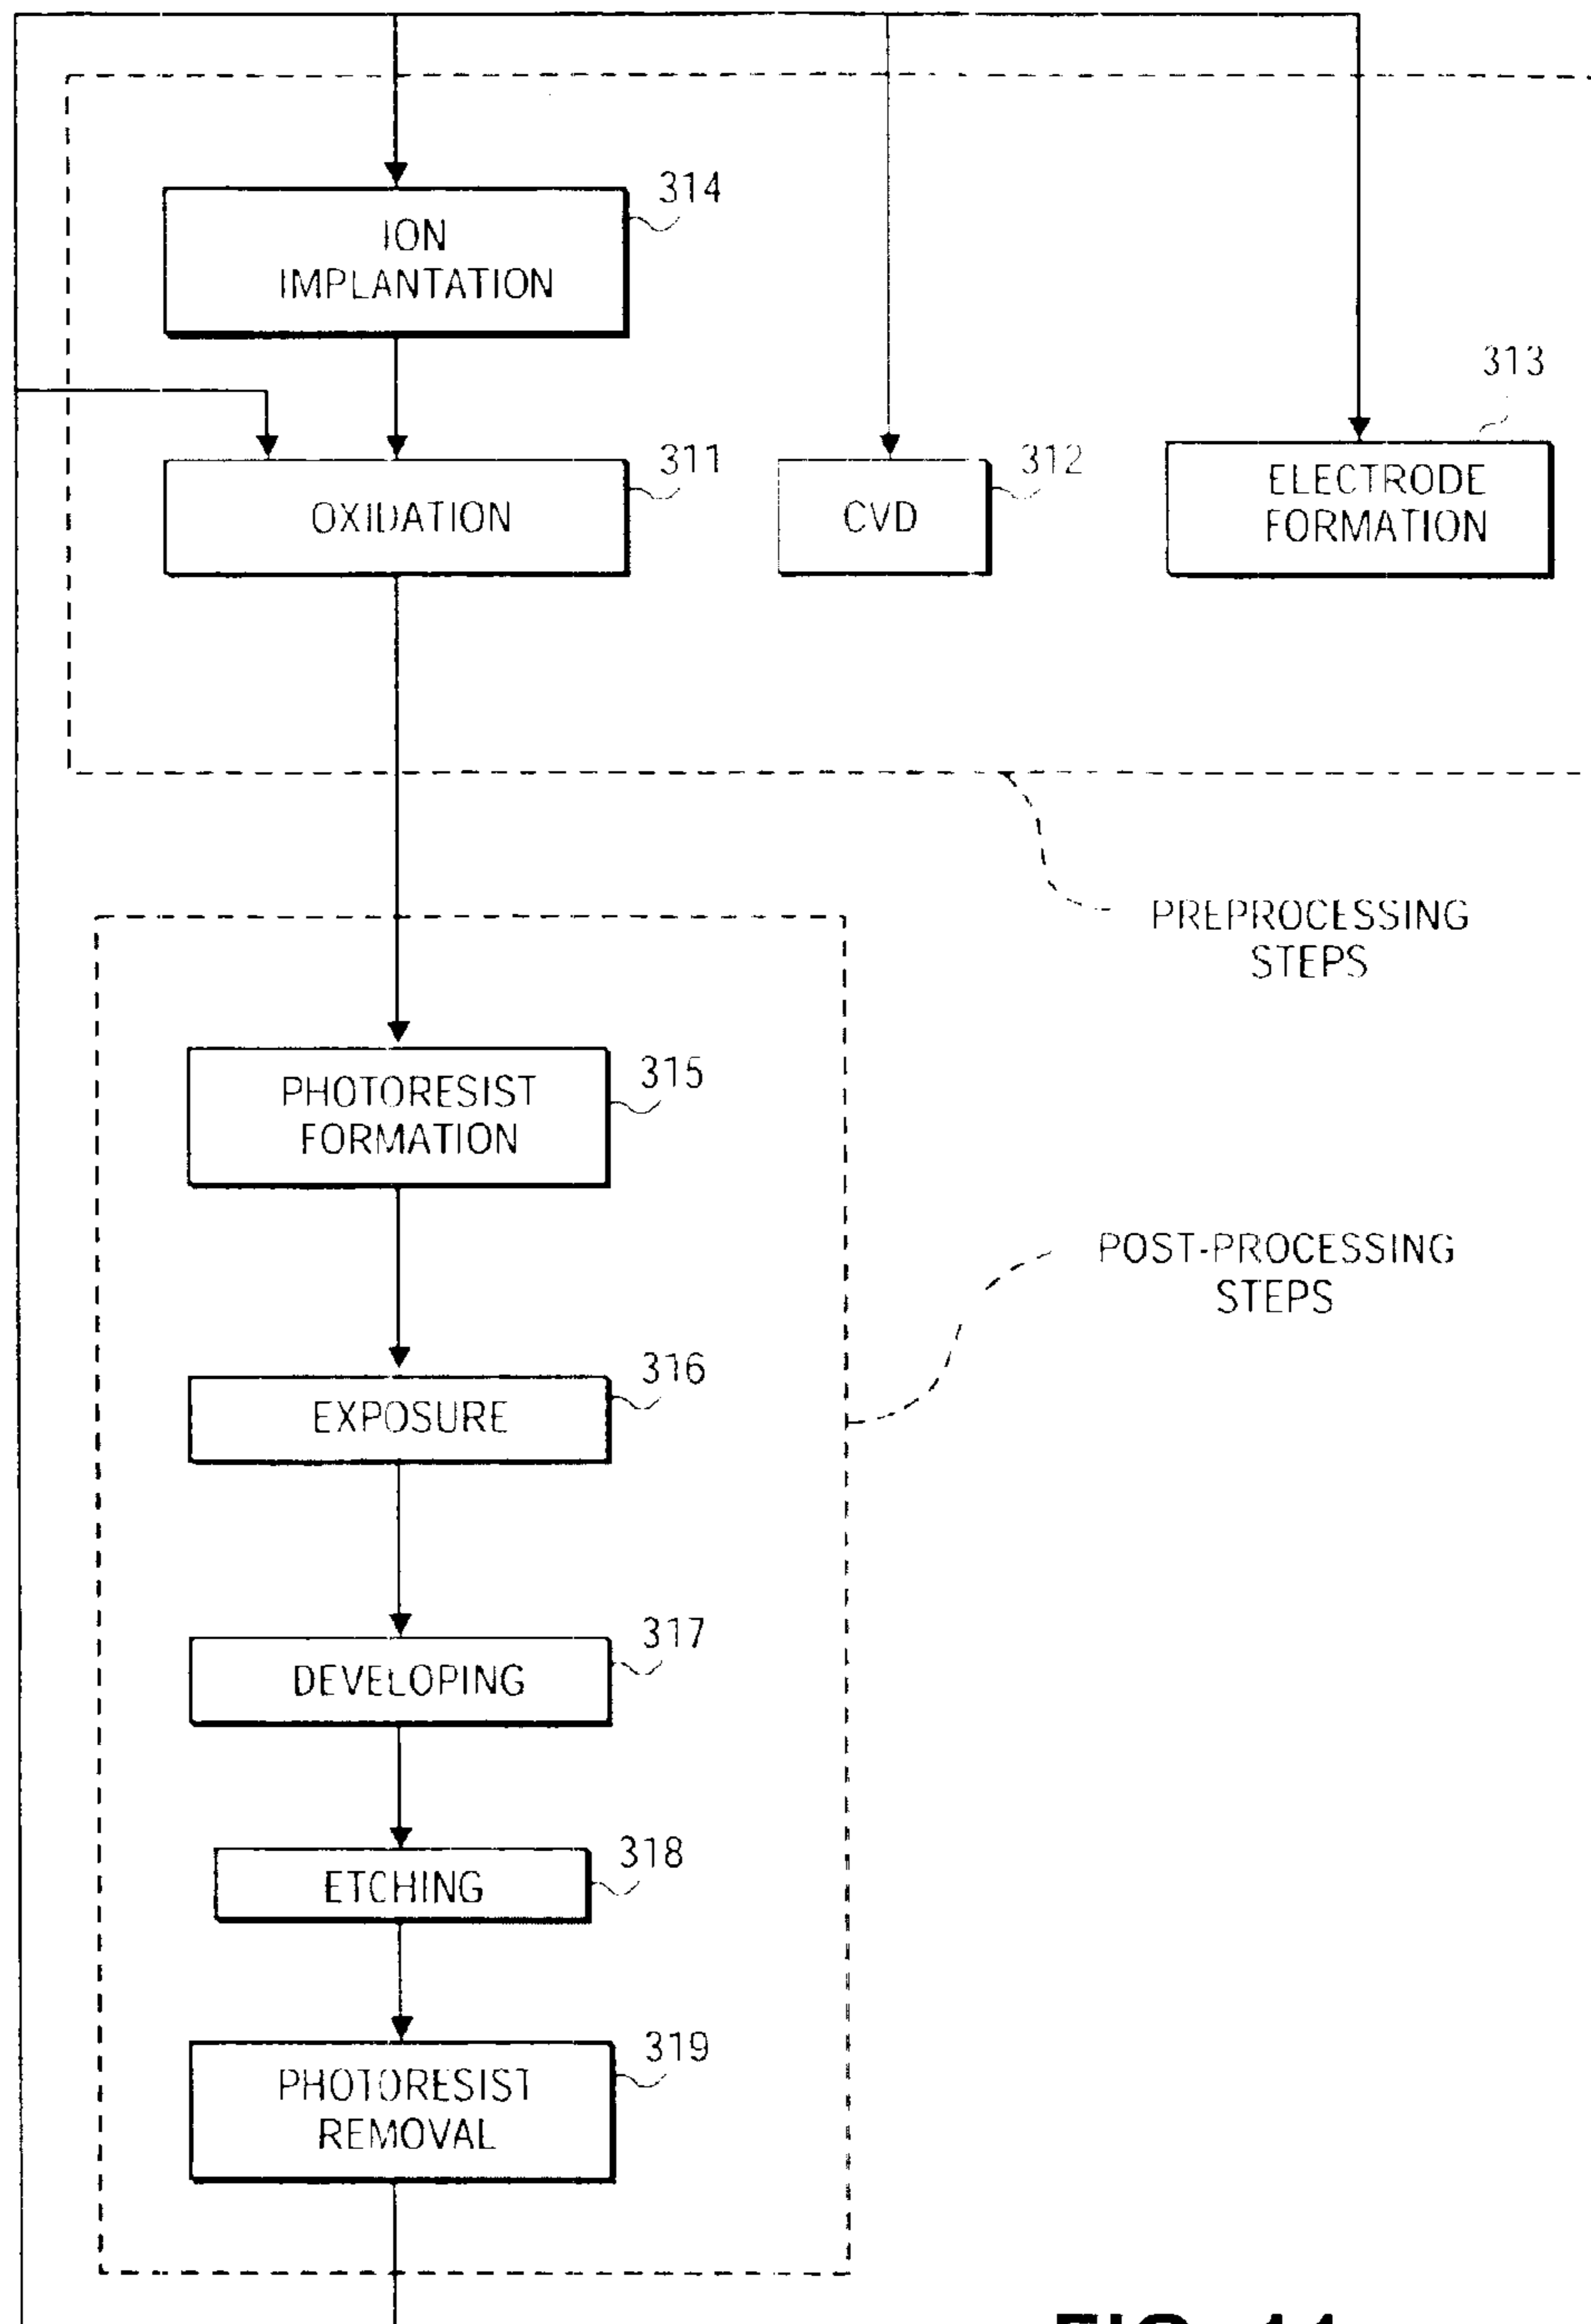 314
ION
IMPLANTATION
313
311
312
OXIDATION
CVD
ELECTRODE
FORMATION
PREPROCESSING
STEPS
315
PHOTORESIST
FORMATION
POST-PROCESSING
STEPS
316
EXPOSURE
317
DEVELOPING
318
ETCHING
319
PHOTORESIST
REMOVAL